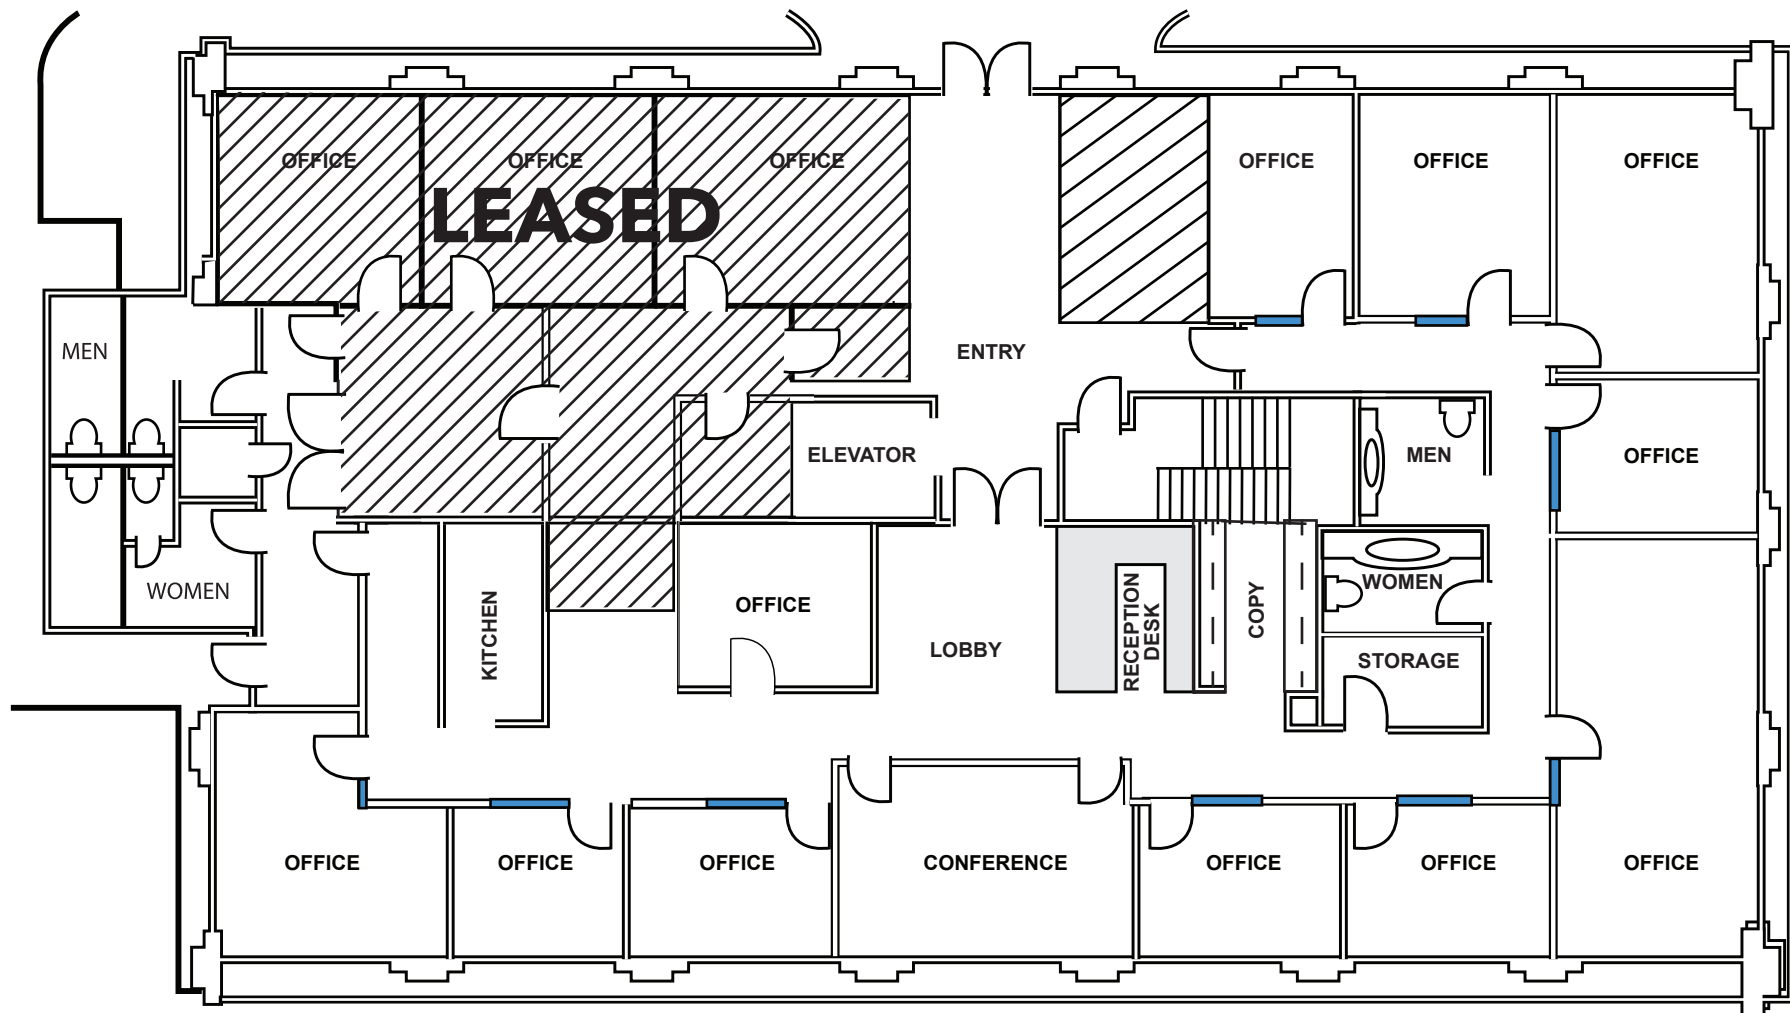 OFFICE
OFFICE
OFFICE
OFFICE
OFFICE
OFFICE
LEASED
MEN
ENTRY
ELEVATOR
MEN
OFFICE
WOMEN
WOMEN
KITCHEN
OFFICE
LOBBY
RECEPTION
DESK
COPY
STORAGE
OFFICE
OFFICE
OFFICE
CONFERENCE
OFFICE
OFFICE
OFFICE